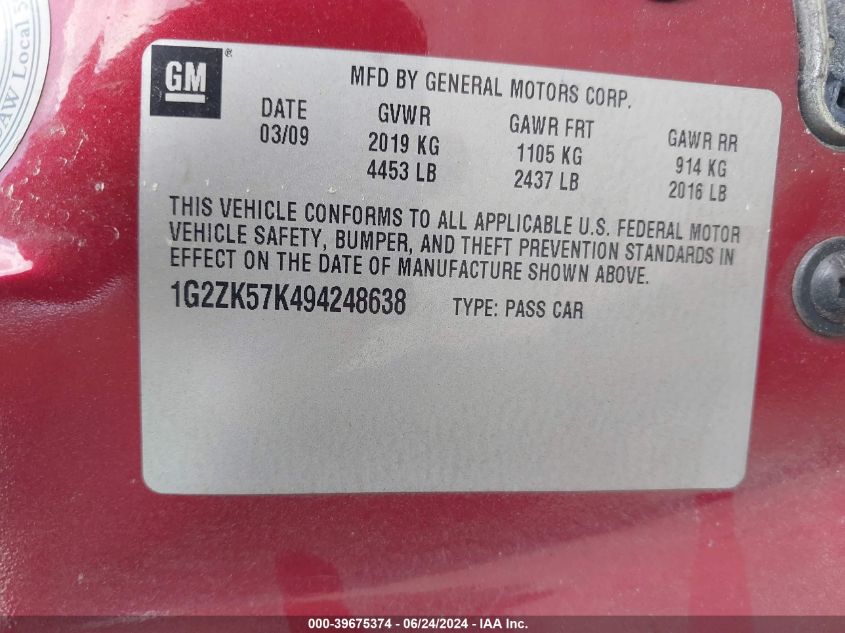 UAW Local 5
GM®
MFD BY GENERAL MOTORS CORP.
DATE GVWR GAWR FRT GAWR RR
03/09 2019 KG 1105 KG 914 KG
4453 LB 2437 LB 2016 LB
THIS VEHICLE CONFORMS TO ALL APPLICABLE U.S. FEDERAL MOTOR
VEHICLE SAFETY, BUMPER, AND THEFT PREVENTION STANDARDS IN
EFFECT ON THE DATE OF MANUFACTURE SHOWN ABOVE.
1G2ZK57K494248638 TYPE: PASS CAR
000-39675374 / 06/24/2024 - IAA Inc.